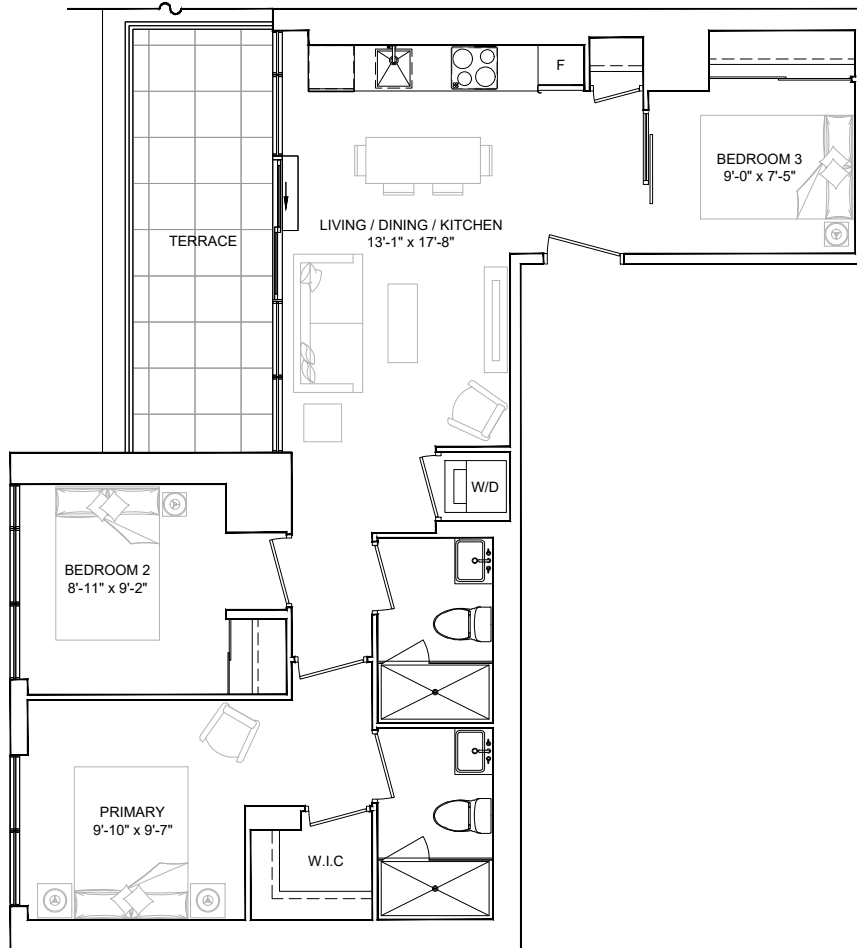 F
BEDROOM 3
9'-0" x 7'-5"
LIVING / DINING / KITCHEN
13'-1" x 17'-8"
TERRACE
W/D
BEDROOM 2
8'-11" x 9'-2"
PRIMARY
9'-10" x 9'-7"
W.I.C